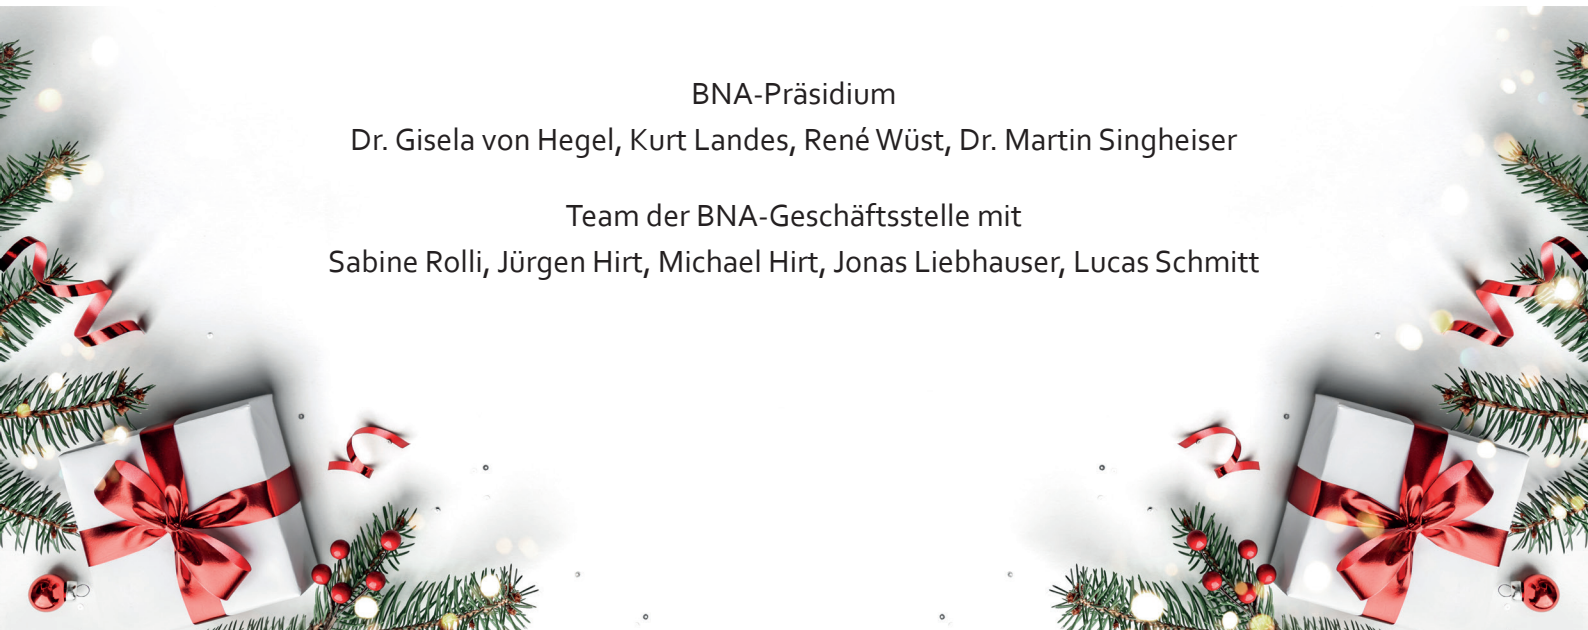 BNA-Präsidium
Dr. Gisela von Hegel, Kurt Landes, René Wüst, Dr. Martin Singheiser
Team der BNA-Geschäftsstelle mit
Sabine Rolli, Jürgen Hirt, Michael Hirt, Jonas Liebhauser, Lucas Schmitt